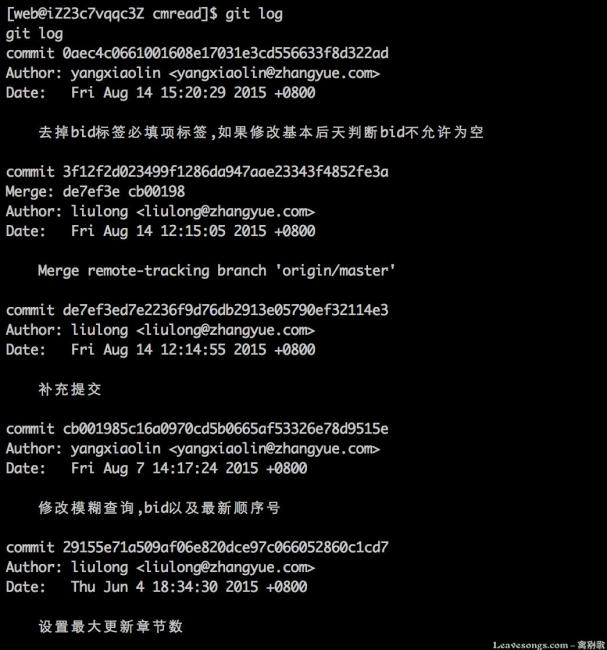 [web@iZ23c7vqqc3Z cmread]$ git log
git log
commit 0aec4c0661001608e17031e3cd556633f8d322ad
Author: yangxiaolin <yangxiaolin@zhangyue.com>
Date:   Fri Aug 14 15:20:29 2015 +0800
去掉bid标签必填项标签,如果修改基本后天判断bid不允许为空
commit 3f12f2d023499f1286da947aae23343f4852fe3a
Merge: de7ef3e cb00198
Author: liulong <liulong@zhangyue.com>
Date:   Fri Aug 14 12:15:05 2015 +0800
Merge remote-tracking branch 'origin/master'
commit de7ef3ed7e2236f9d76db2913e05790ef32114e3
Author: liulong <liulong@zhangyue.com>
Date:   Fri Aug 14 12:14:55 2015 +0800
补充提交
commit cb001985c16a0970cd5b0665af53326e78d9515e
Author: yangxiaolin <yangxiaolin@zhangyue.com>
Date:   Fri Aug 7 14:17:24 2015 +0800
修改模糊查询,bid以及最新顺序号
commit 29155e71a509af06e820dce97c066052860c1cd7
Author: liulong <liulong@zhangyue.com>
Date:   Thu Jun 4 18:34:30 2015 +0800
设置最大更新章节数
Leavesongs.com - 离别歌